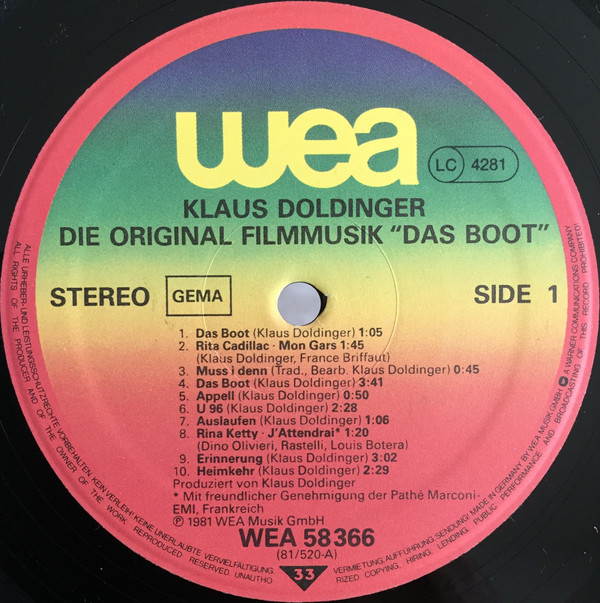 wea
LC 4281
KLAUS DOLDINGER
DIE ORIGINAL FILMMUSIK "DAS BOOT"
STEREO GEMA SIDE 1
1. Das Boot (Klaus Doldinger) 1:05
2. Rita Cadillac · Mon Gars 1:45
(Klaus Doldinger, France Briffaut)
3. Muss i denn (Trad., Bearb. Klaus Doldinger) 0:45
4. Das Boot (Klaus Doldinger) 3:41
5. Appell (Klaus Doldinger) 0:50
6. U 96 (Klaus Doldinger) 2:28
7. Auslaufen (Klaus Doldinger) 1:06
8. Rina Ketty · J'Attendrai* 1:20
(Dino Olivieri, Rastelli, Louis Botera)
9. Erinnerung (Klaus Doldinger) 3:02
10. Heimkehr (Klaus Doldinger) 2:29
Produziert von Klaus Doldinger
* Mit freundlicher Genehmigung der Pathé Marconi
EMI, Frankreich
Ⓟ 1981 WEA Musik GmbH
WEA 58 366
(81/520-A)
33
ALLE URHEBER- UND LEISTUNGSSCHUTZRECHTE VORBEHALTEN. KEIN VERLEIH! KEINE UNERLAUBTE VERVIELFÄLTIGUNG, VERMIETUNG, AUFFÜHRUNG, SENDUNG! MADE IN GERMANY BY WEA MUSIK GMBH A WARNER COMMUNICATIONS COMPANY
ALL RIGHTS OF THE PRODUCER AND OF THE OWNER OF THE WORK REPRODUCED RESERVED. UNAUTHO RIZED COPYING, HIRING, LENDING, PUBLIC PERFORMANCE AND BROADCASTING OF THIS RECORD PROHIBITED!